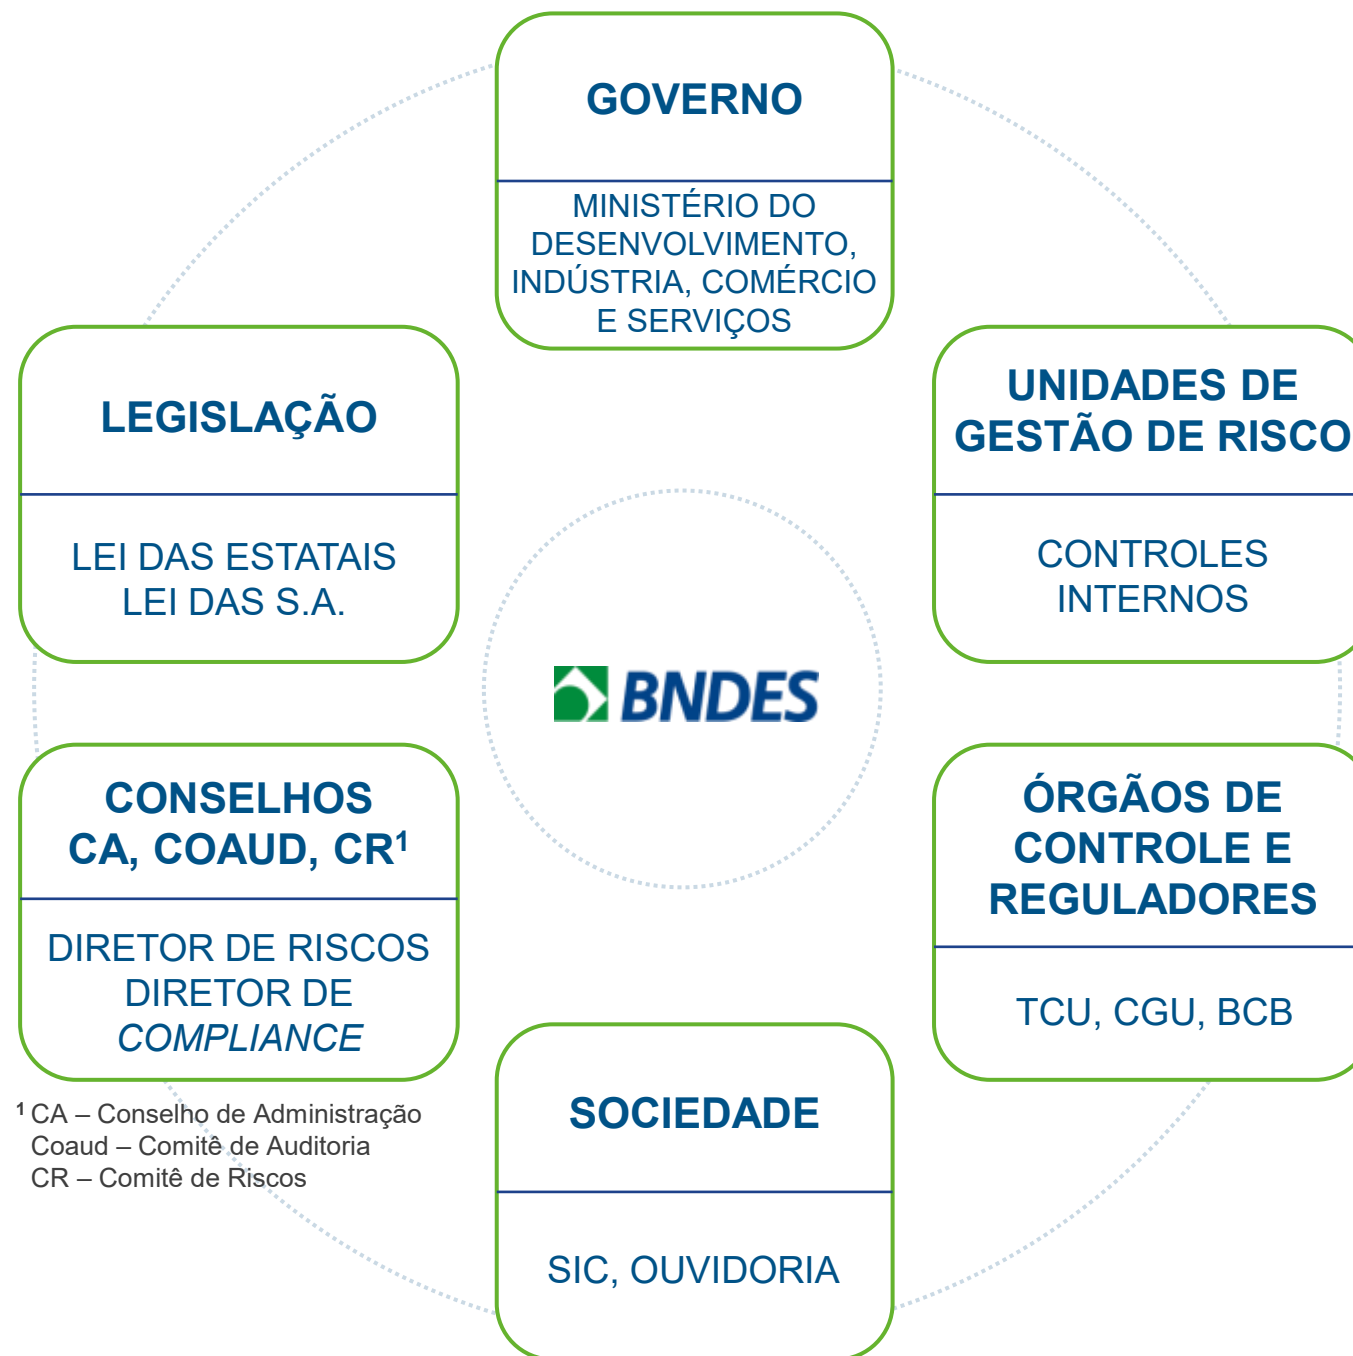 GOVERNO
MINISTÉRIO DO
DESENVOLVIMENTO,
INDÚSTRIA, COMÉRCIO
E SERVIÇOS
LEGISLAÇÃO
LEI DAS ESTATAIS
LEI DAS S.A.
UNIDADES DE
GESTÃO DE RISCO
CONTROLES
INTERNOS
BNDES
CONSELHOS
CA, COAUD, CR¹
DIRETOR DE RISCOS
DIRETOR DE
COMPLIANCE
ÓRGÃOS DE
CONTROLE E
REGULADORES
TCU, CGU, BCB
SOCIEDADE
SIC, OUVIDORIA
¹ CA – Conselho de Administração
Coaud – Comitê de Auditoria
CR – Comitê de Riscos